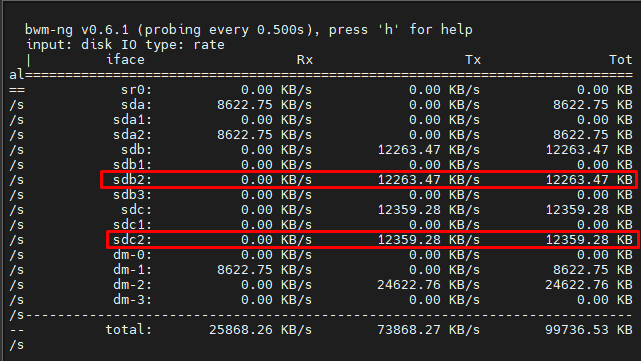 bwm-ng v0.6.1 (probing every 0.500s), press 'h' for help
input: disk IO type: rate
| iface Rx Tx Tot
al==============================================================================
== sr0: 0.00 KB/s 0.00 KB/s 0.00 KB
/s sda: 8622.75 KB/s 0.00 KB/s 8622.75 KB
/s sda1: 0.00 KB/s 0.00 KB/s 0.00 KB
/s sda2: 8622.75 KB/s 0.00 KB/s 8622.75 KB
/s sdb: 0.00 KB/s 12263.47 KB/s 12263.47 KB
/s sdb1: 0.00 KB/s 0.00 KB/s 0.00 KB
/s sdb2: 0.00 KB/s 12263.47 KB/s 12263.47 KB
/s sdb3: 0.00 KB/s 0.00 KB/s 0.00 KB
/s sdc: 0.00 KB/s 12359.28 KB/s 12359.28 KB
/s sdc1: 0.00 KB/s 0.00 KB/s 0.00 KB
/s sdc2: 0.00 KB/s 12359.28 KB/s 12359.28 KB
/s dm-0: 0.00 KB/s 0.00 KB/s 0.00 KB
/s dm-1: 8622.75 KB/s 0.00 KB/s 8622.75 KB
/s dm-2: 0.00 KB/s 24622.76 KB/s 24622.76 KB
/s dm-3: 0.00 KB/s 0.00 KB/s 0.00 KB
/s------------------------------------------------------------------------------
-- total: 25868.26 KB/s 73868.27 KB/s 99736.53 KB
/s